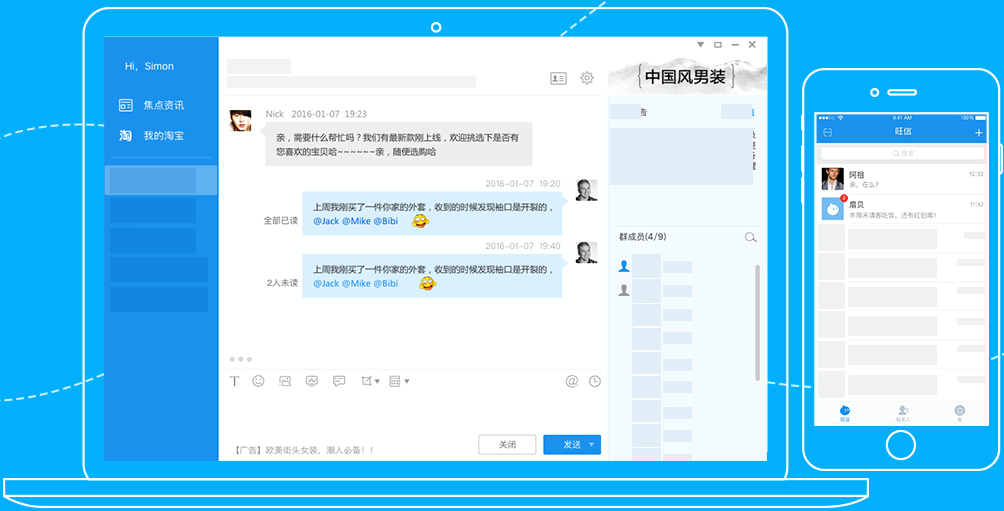 Hi, Simon
焦点资讯
淘 我的淘宝
Nick 2016-01-07 19:23
亲，需要什么帮忙吗？我们有最新款刚上线，欢迎挑选下是否有
您喜欢的宝贝哈~~~~~~亲，随便选购哈
2016-01-07 19:20
上周我刚买了一件你家的外套，收到的时候发现袖口是开裂的，
@Jack @Mike @Bibi
全部已读
2016-01-07 19:40
上周我刚买了一件你家的外套，收到的时候发现袖口是开裂的，
@Jack @Mike @Bibi
2人未读
【广告】欧美街头女装，潮人必备！！
关闭
发送
中国风男装
告
群成员(4/9)
9:41 AM
100%
旺信
搜索
阿祖
12:32
亲，在么？
2
扇贝
11:32
本周末请客吃饭，还有红包哦！
旺信
联系人
我